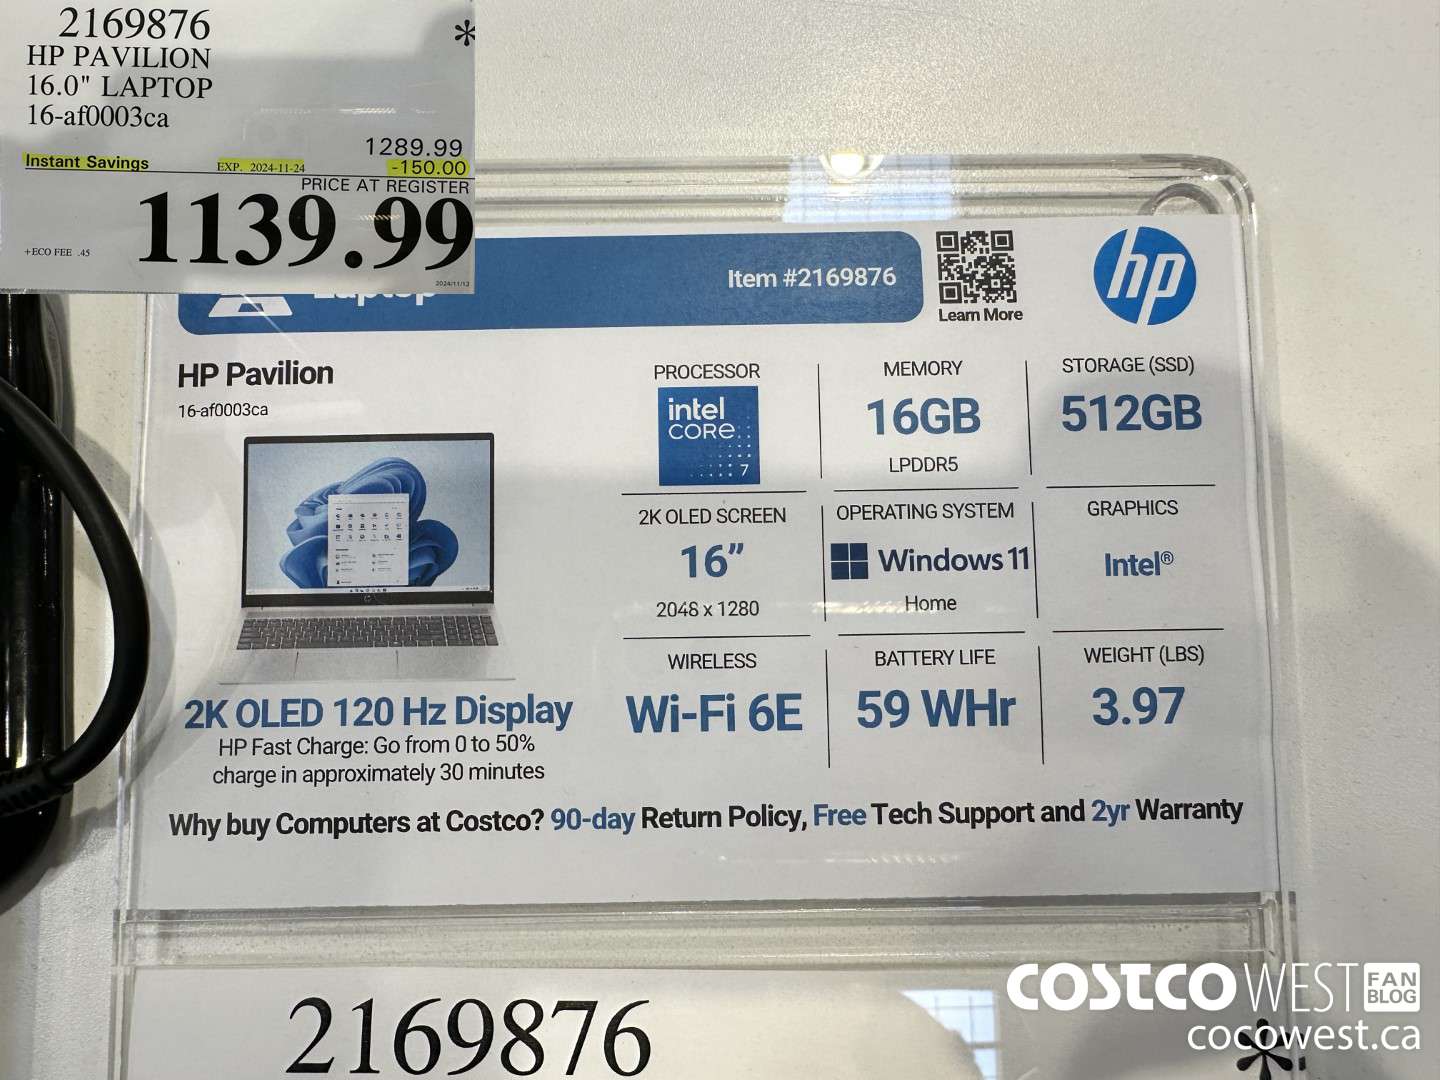 2169876
*
HP PAVILION
16.0" LAPTOP
16-af0003ca
1289.99
Instant Savings EXP. 2024-11-24 -150.00
PRICE AT REGISTER
1139.99
+ECO FEE .45
2024/11/12
Laptop
Item #2169876
Learn More
hp
HP Pavilion
16-af0003ca
PROCESSOR
intel
CORE
7
MEMORY
16GB
LPDDR5
STORAGE (SSD)
512GB
2K OLED SCREEN
16”
2048 x 1280
OPERATING SYSTEM
Windows 11
Home
GRAPHICS
Intel®
WIRELESS
Wi-Fi 6E
BATTERY LIFE
59 WHr
WEIGHT (LBS)
3.97
2K OLED 120 Hz Display
HP Fast Charge: Go from 0 to 50%
charge in approximately 30 minutes
Why buy Computers at Costco? 90-day Return Policy, Free Tech Support and 2yr Warranty
2169876
*
COSTCO WEST FAN BLOG
cocowest.ca